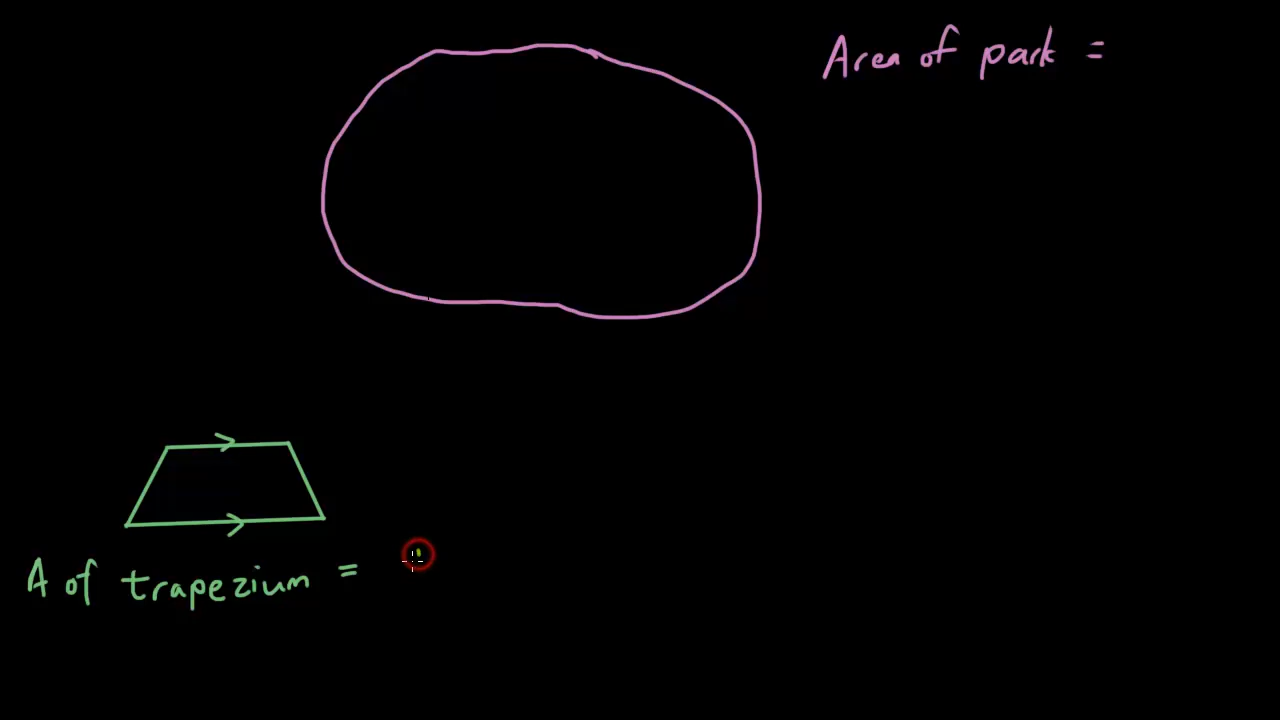 Area of park =
A of trapezium =